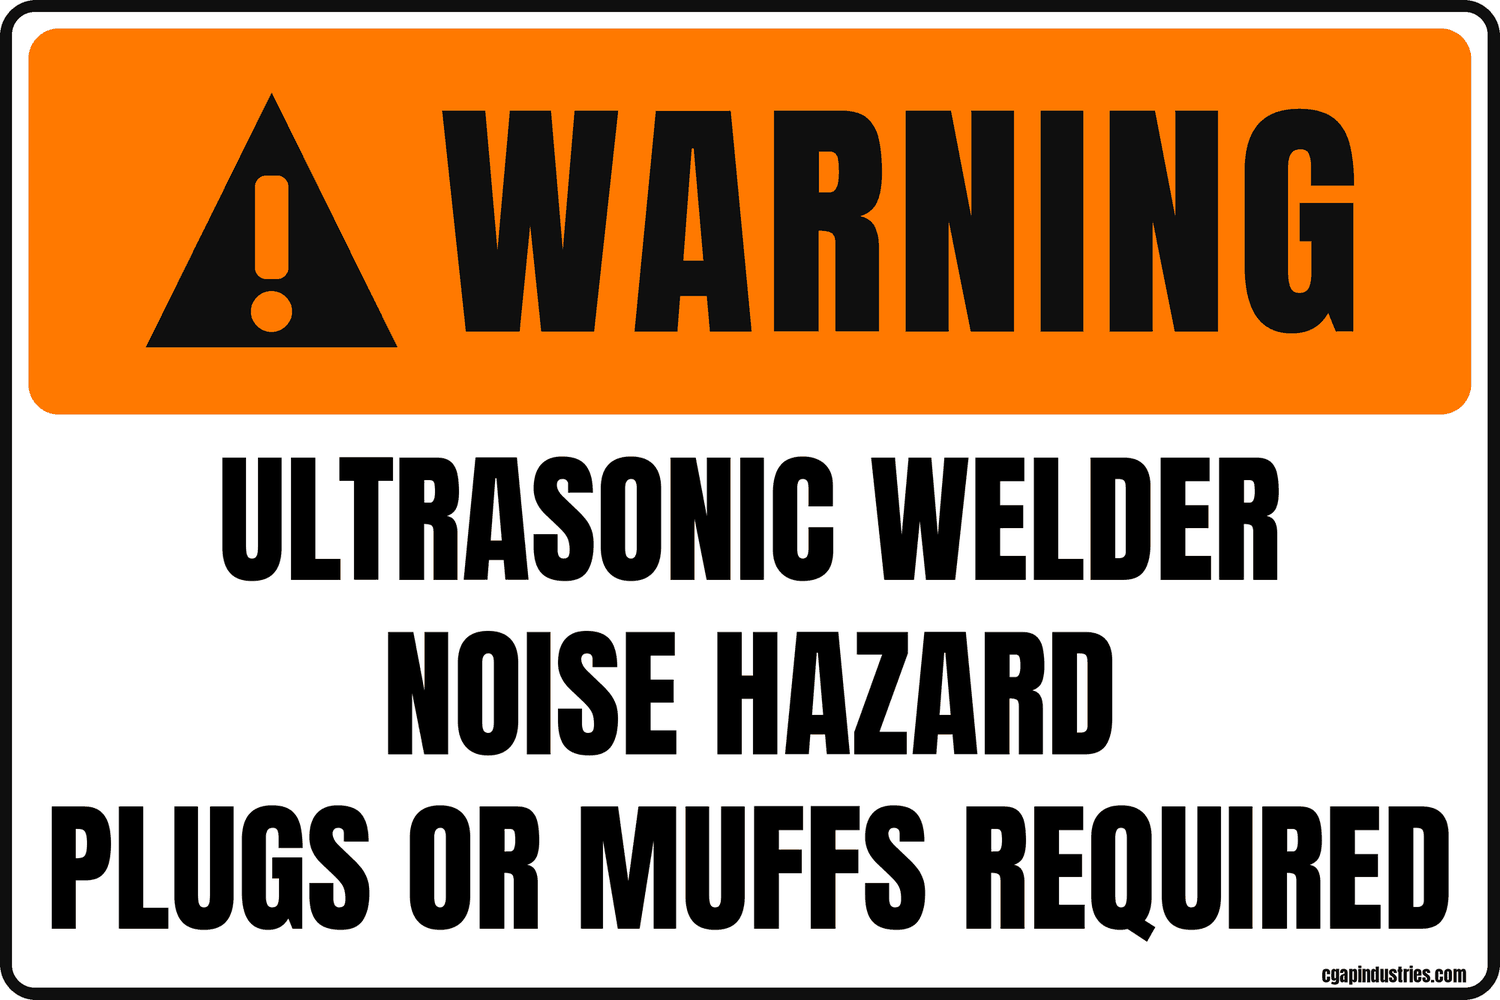 WARNING
ULTRASONIC WELDER
NOISE HAZARD
PLUGS OR MUFFS REQUIRED
cgapindustries.com